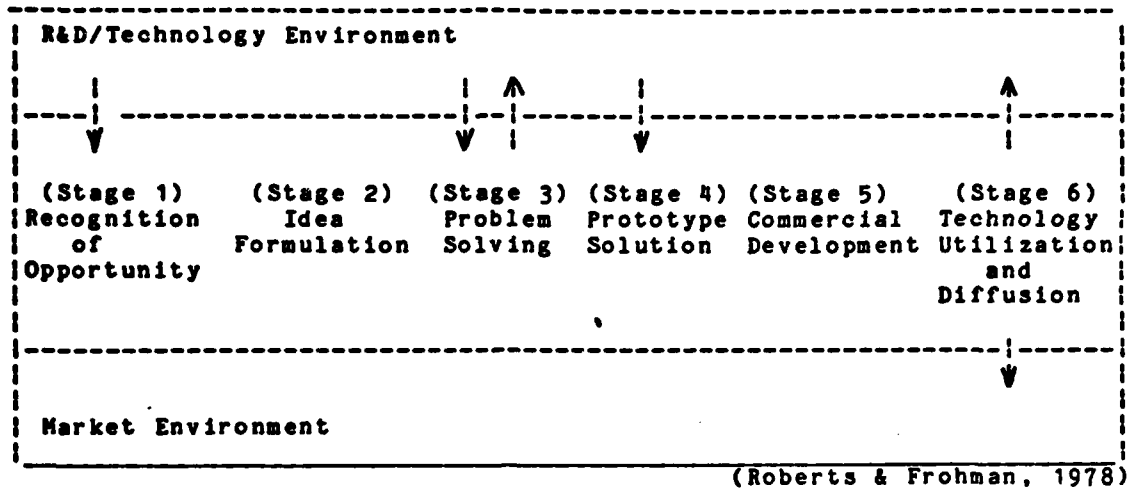 R&D/Technology Environment
(Stage 1) (Stage 2) (Stage 3) (Stage 4) (Stage 5) (Stage 6)
Recognition Idea Problem Prototype Commercial Technology
of Formulation Solving Solution Development Utilization
Opportunity and
Diffusion
Market Environment
(Roberts & Frohman, 1978)